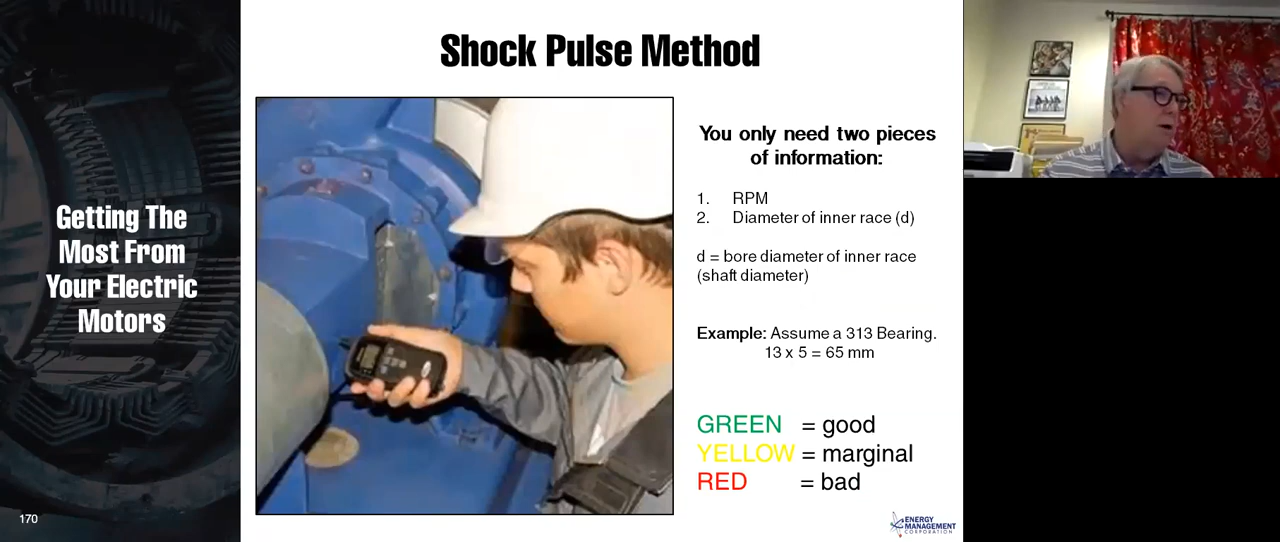 Shock Pulse Method
Getting The
Most From
Your Electric
Motors
You only need two pieces
of information:
1. RPM
2. Diameter of inner race (d)
d = bore diameter of inner race
(shaft diameter)
Example: Assume a 313 Bearing.
13 x 5 = 65 mm
GREEN = good
YELLOW = marginal
RED = bad
170
ENERGY
MANAGEMENT
CORPORATION